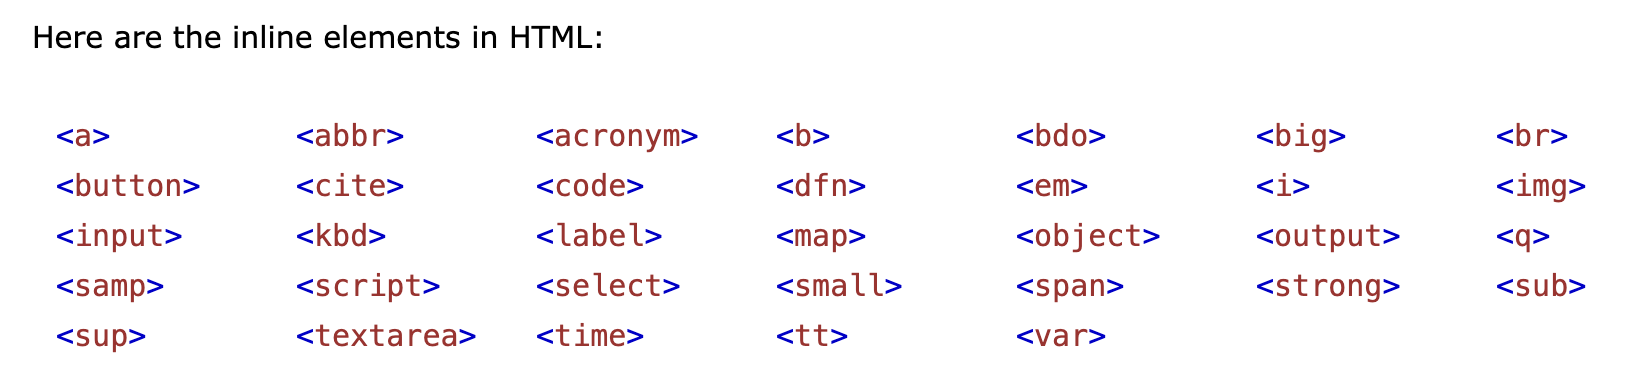 Here are the inline elements in HTML:
<a> <abbr> <acronym> <b> <bdo> <big> <br>
<button> <cite> <code> <dfn> <em> <i> <img>
<input> <kbd> <label> <map> <object> <output> <q>
<samp> <script> <select> <small> <span> <strong> <sub>
<sup> <textarea> <time> <tt> <var>